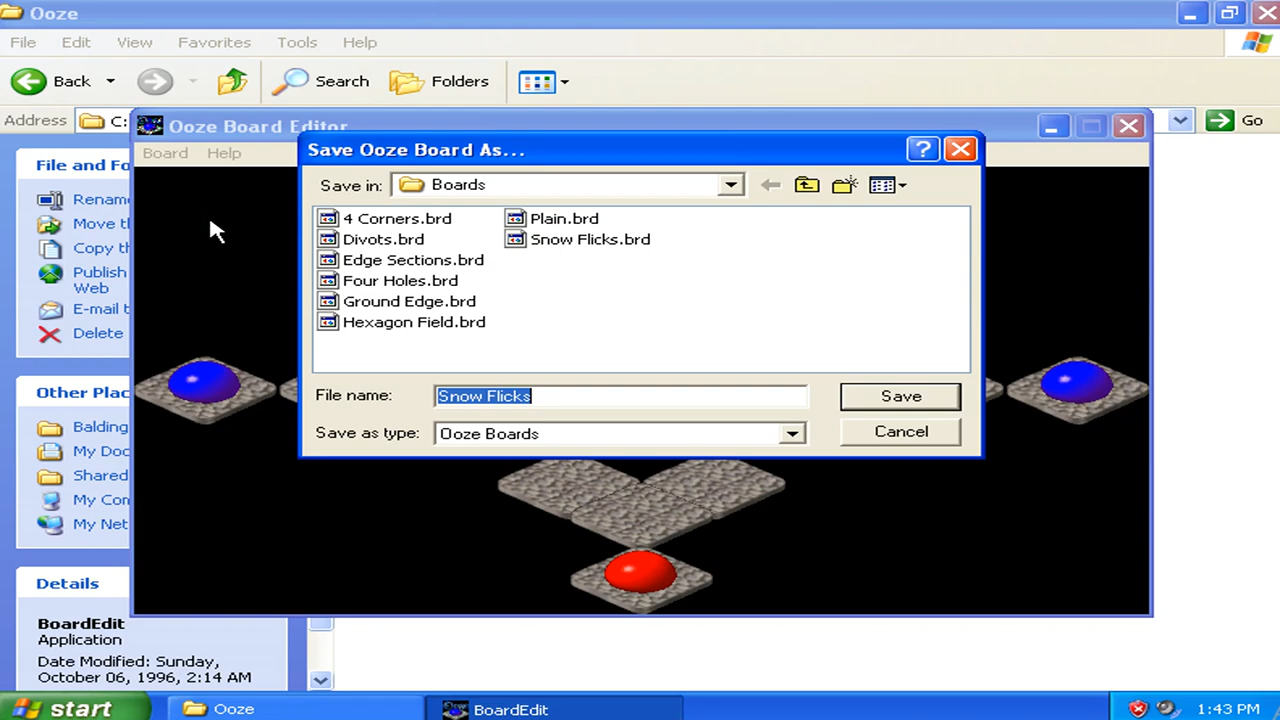 Ooze
File Edit View Favorites Tools Help
Back Search Folders
Address C: Go
Ooze Board Editor
Board Help
Save Ooze Board As...
Save in: Boards
4 Corners.brd Plain.brd
Divots.brd Snow Flicks.brd
Edge Sections.brd
Four Holes.brd
Ground Edge.brd
Hexagon Field.brd
File name: Snow Flicks Save
Save as type: Ooze Boards Cancel
File and Fo
Renam
Move th
Copy th
Publish
Web
E-mail t
Delete
Other Plac
Balding
My Doc
Shared
My Com
My Net
Details
BoardEdit
Application
Date Modified: Sunday,
October 06, 1996, 2:14 AM
start Ooze BoardEdit 1:43 PM